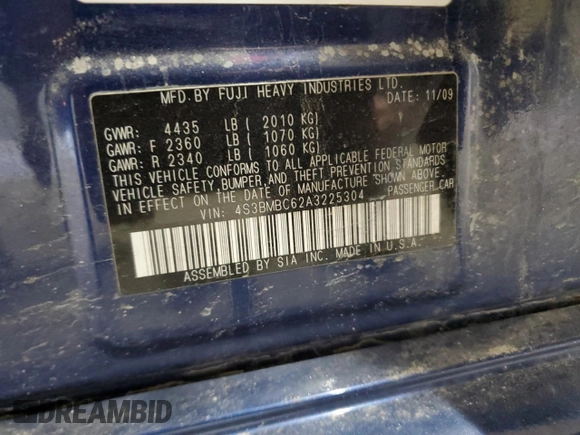 MFD.BY FUJI HEAVY INDUSTRIES LTD.
DATE: 11/09
GVWR: 4435 LB ( 2010 KG)
GAWR: F 2360 LB ( 1070 KG)
GAWR: R 2340 LB ( 1060 KG)
THIS VEHICLE CONFORMS TO ALL APPLICABLE FEDERAL MOTOR
VEHICLE SAFETY,BUMPER,AND THEFT PREVENTION STANDARDS
IN EFFECT ON THE DATE OF MANUFACTURE SHOWN ABOVE.
VIN: 4S3BMBC62A3225304 PASSENGER CAR
ASSEMBLED BY SIA INC. MADE IN U.S.A.
DREAMBID